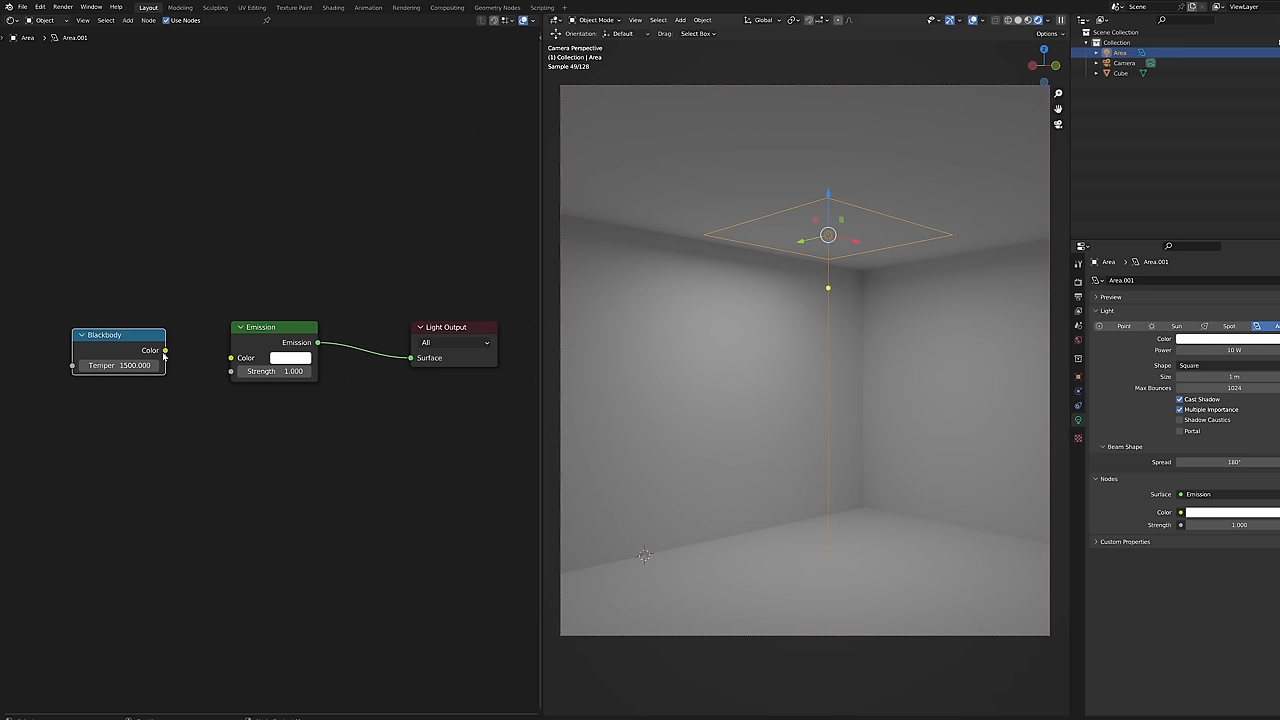 File Edit Render Window Help Layout Modeling Sculpting UV Editing Texture Paint Shading Animation Rendering Compositing Geometry Nodes Scripting Scene ViewLayer
Object View Select Add Node Use Nodes Object Mode View Select Add Object Global
Area Area.001 Orientation: Default Drag: Select Box Options
Scene Collection
Collection
Area
Camera
Cube
Camera Perspective
(1) Collection | Area
Sample 49/128
Blackbody
Color
Temper 1500.000
Emission
Emission
Color
Strength 1.000
Light Output
All
Surface
Z
Area Area.001
Area.001
Preview
Light
Point Sun Spot
Color
Power 10 W
Shape Square
Size 1 m
Max Bounces 1024
Cast Shadow
Multiple Importance
Shadow Caustics
Portal
Beam Shape
Spread 180°
Nodes
Surface Emission
Color
Strength 1.000
Custom Properties